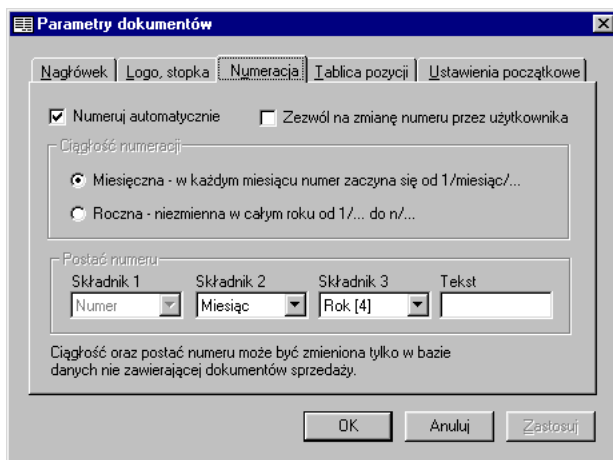 Parametry dokumentów
Nagłówek Logo, stopka Numeracja Tablica pozycji Ustawienia początkowe
Numeruj automatycznie Zezwól na zmianę numeru przez użytkownika
Ciągłość numeracji
Miesięczna - w każdym miesiącu numer zaczyna się od 1/miesiąc/...
Roczna - niezmienna w całym roku od 1/... do n/...
Postać numeru
Składnik 1 Składnik 2 Składnik 3 Tekst
Numer Miesiąc Rok [4]
Ciągłość oraz postać numeru może być zmieniona tylko w bazie
danych nie zawierającej dokumentów sprzedaży.
OK Anuluj Zastosuj